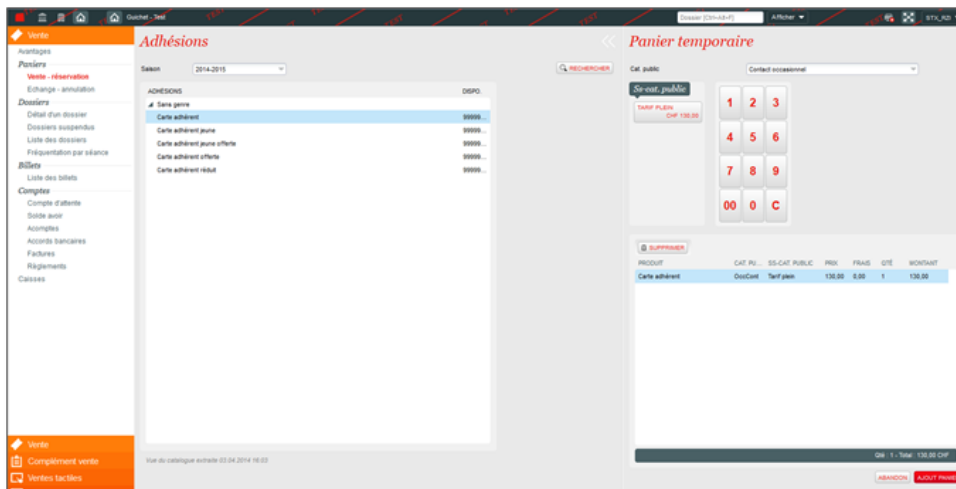 Guichet - Test
Dossier [Ctrl+Alt+F]
Afficher
STX_RZI
Vente
Avantages
Paniers
Vente - réservation
Echange - annulation
Dossiers
Détail d'un dossier
Dossiers suspendus
Liste des dossiers
Fréquentation par séance
Billets
Liste des billets
Comptes
Compte d'attente
Solde avoir
Acomptes
Accords bancaires
Factures
Règlements
Caisses
Vente
Complément vente
Ventes tactiles
Adhésions
Saison 2014-2015 RECHERCHER
ADHÉSIONS DISPO.
Sans genre
Carte adhérent 99999...
Carte adhérent jeune 99999...
Carte adhérent jeune offerte 99999...
Carte adhérent offerte 99999...
Carte adhérent réduit 99999...
Vue du catalogue extraite 03.04.2014 16:03
Panier temporaire
Cat. public Contact occasionnel
Ss-cat. public
TARIF PLEIN
CHF 130,00
1 2 3
4 5 6
7 8 9
00 0 C
SUPPRIMER
PRODUIT CAT. PU... SS-CAT. PUBLIC PRIX FRAIS QTÉ MONTANT
Carte adhérent OccCont Tarif plein 130,00 0,00 1 130,00
Qté : 1 - Total : 130,00 CHF
ABANDON AJOUT PANIE